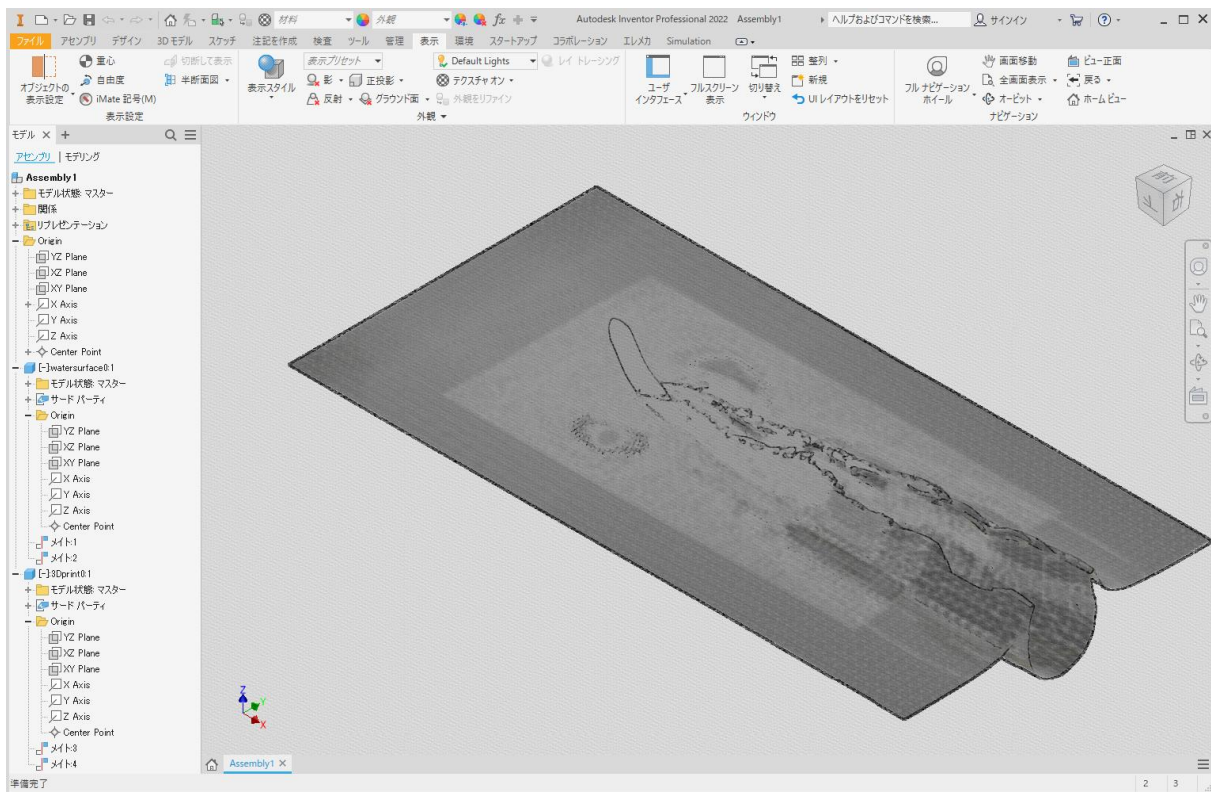 材料
外観
Autodesk Inventor Professional 2022 Assembly1
ヘルプおよびコマンドを検索...
サインイン
ファイル アセンブリ デザイン 3D モデル スケッチ 注記を作成 検査 ツール 管理 表示 環境 スタートアップ コラボレーション エレメカ Simulation
オブジェクトの
表示設定
重心
自由度
iMate 記号(M)
切断して表示
半断面図
表示設定
表示スタイル
表示プリセット
影 正投影
反射 グラウンド面
Default Lights
テクスチャ オン
外観をリファイン
レイ トレーシング
外観
ユーザ
インタフェース
フルスクリーン
表示
切り替え
整列
新規
UI レイアウトをリセット
ウィンドウ
フル ナビゲーション
ホイール
画面移動
全画面表示
オービット
ビュー正面
戻る
ホーム ビュー
ナビゲーション
モデル
アセンブリ | モデリング
Assembly1
モデル状態: マスター
関係
リプレゼンテーション
Origin
YZ Plane
XZ Plane
XY Plane
X Axis
Y Axis
Z Axis
Center Point
[-]watersurface0:1
モデル状態: マスター
サード パーティ
Origin
YZ Plane
XZ Plane
XY Plane
X Axis
Y Axis
Z Axis
Center Point
メイト:1
メイト:2
[-]3Dprint0:1
モデル状態: マスター
サード パーティ
Origin
YZ Plane
XZ Plane
XY Plane
X Axis
Y Axis
Z Axis
Center Point
メイト:3
メイト:4
Z
Y
X
Assembly1
準備完了
2 3